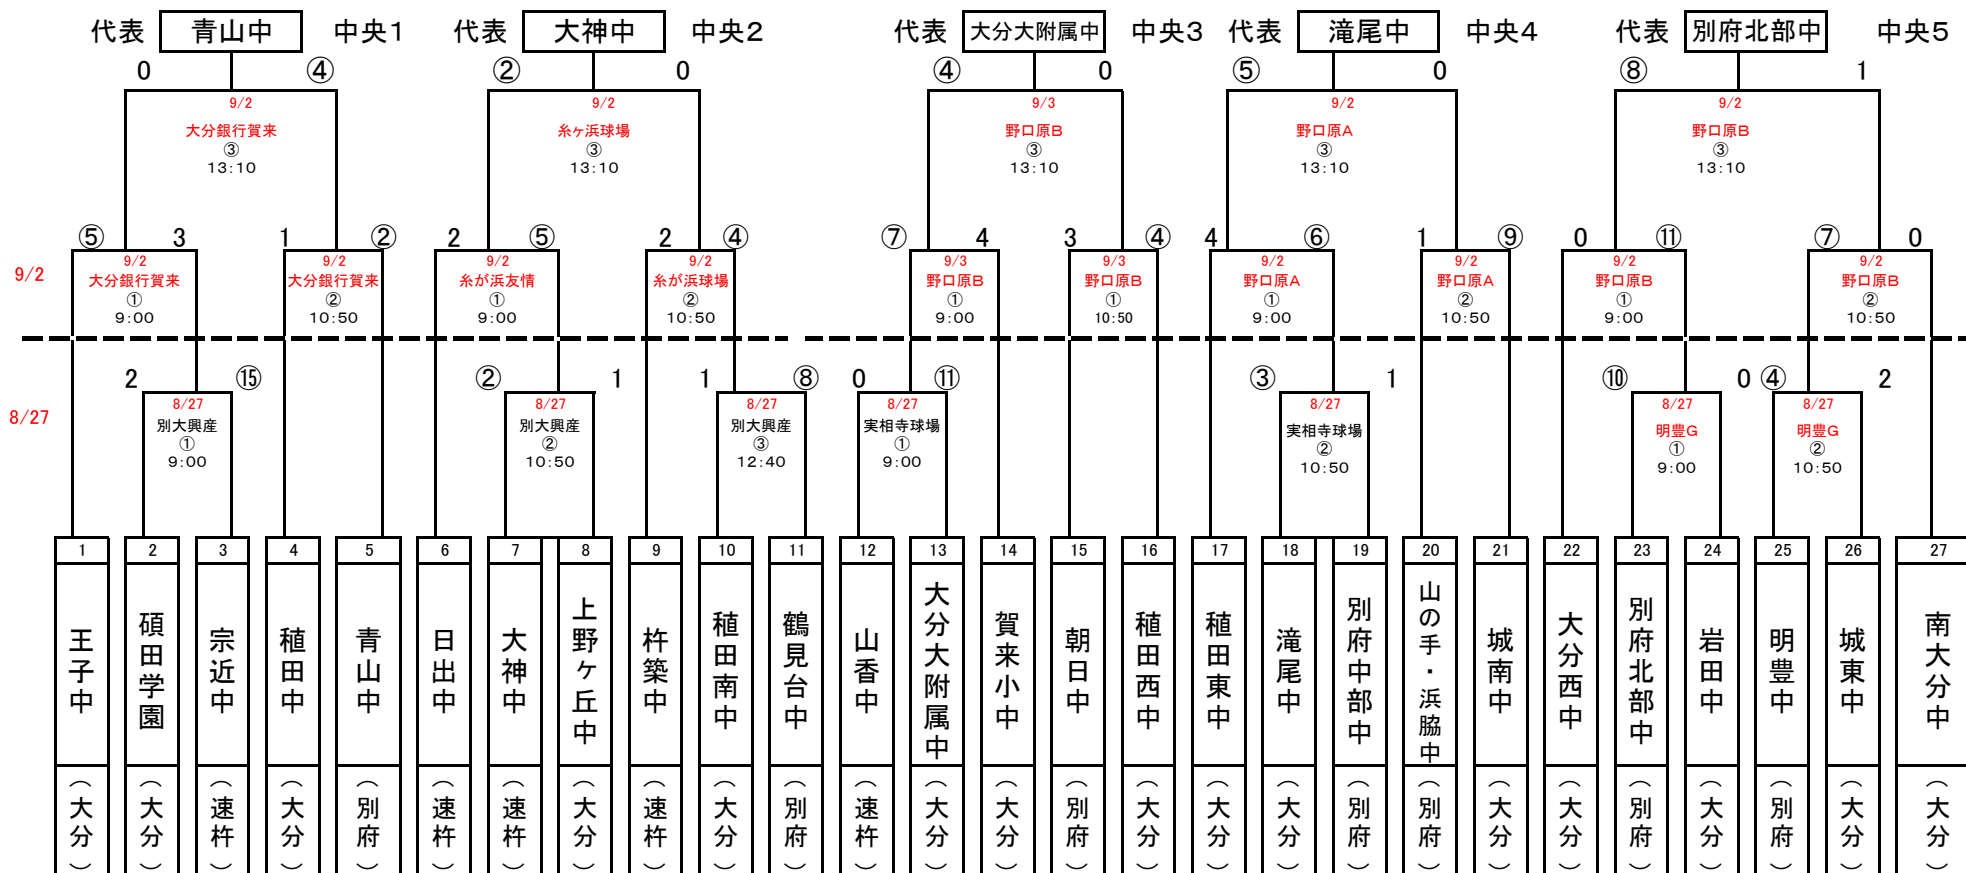 代表 青山中 中央1 代表 大神中 中央2 代表 大分大附属中 中央3 代表 滝尾中 中央4 代表 別府北部中 中央5
0 ④ ② 0 ④ 0 ⑤ 0 ⑧ 1
9/2 9/2 9/3 9/2 9/2
大分銀行賀来 糸ヶ浜球場 野口原B 野口原A 野口原B
③ ③ ③ ③ ③
13:10 13:10 13:10 13:10 13:10
⑤ 3 1 ② 2 ⑤ 2 ④ ⑦ 4 3 ④ 4 ⑥ 1 ⑨ 0 ⑪ ⑦ 0
9/2 9/2 9/2 9/2 9/2 9/3 9/3 9/2 9/2 9/2 9/2
大分銀行賀来 大分銀行賀来 糸が浜友情 糸が浜球場 野口原B 野口原B 野口原A 野口原A 野口原B 野口原B
① ② ① ② ① ① ① ② ① ②
9:00 10:50 9:00 10:50 9:00 10:50 9:00 10:50 9:00 10:50
2 ⑮ ② 1 1 ⑧ 0 ⑪ ③ 1 ⑩ 0 ④ 2
8/27 8/27 8/27 8/27 8/27 8/27 8/27 8/27
別大興産 別大興産 別大興産 実相寺球場 実相寺球場 明豊G 明豊G
① ② ③ ① ② ① ②
9:00 10:50 12:40 9:00 10:50 9:00 10:50
1 2 3 4 5 6 7 8 9 10 11 12 13 14 15 16 17 18 19 20 21 22 23 24 25 26 27
王子中 碩田学園 宗近中 稙田中 青山中 日出中 大神中 上野ヶ丘中 杵築中 稙田南中 鶴見台中 山香中 大分大附属中 賀来小中 朝日中 稙田西中 稙田東中 滝尾中 別府中部中 山の手・浜脇中 城南中 大分西中 別府北部中 岩田中 明豊中 城東中 南大分中
（大分） （大分） （速杵） （大分） （別府） （速杵） （速杵） （大分） （速杵） （大分） （別府） （速杵） （大分） （大分） （別府） （大分） （大分） （大分） （別府） （別府） （大分） （大分） （別府） （大分） （別府） （大分） （大分）